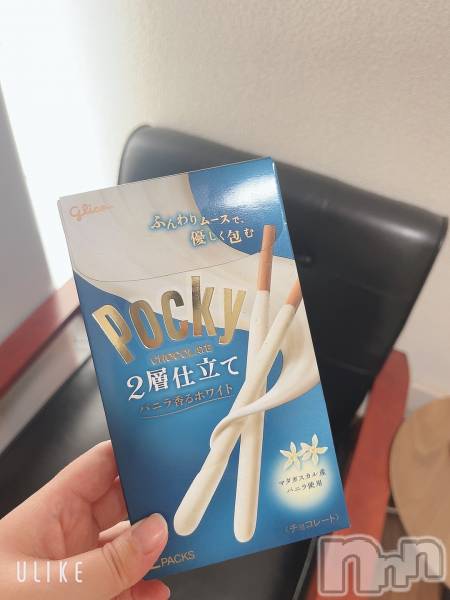 glico
ふんわりムースで、
優しく包む
Pocky
CHOCOLATE
2層仕立て
バニラ香るホワイト
マダガスカル産
バニラ使用
〈チョコレート〉
2 PACKS
ULIKE
nnn